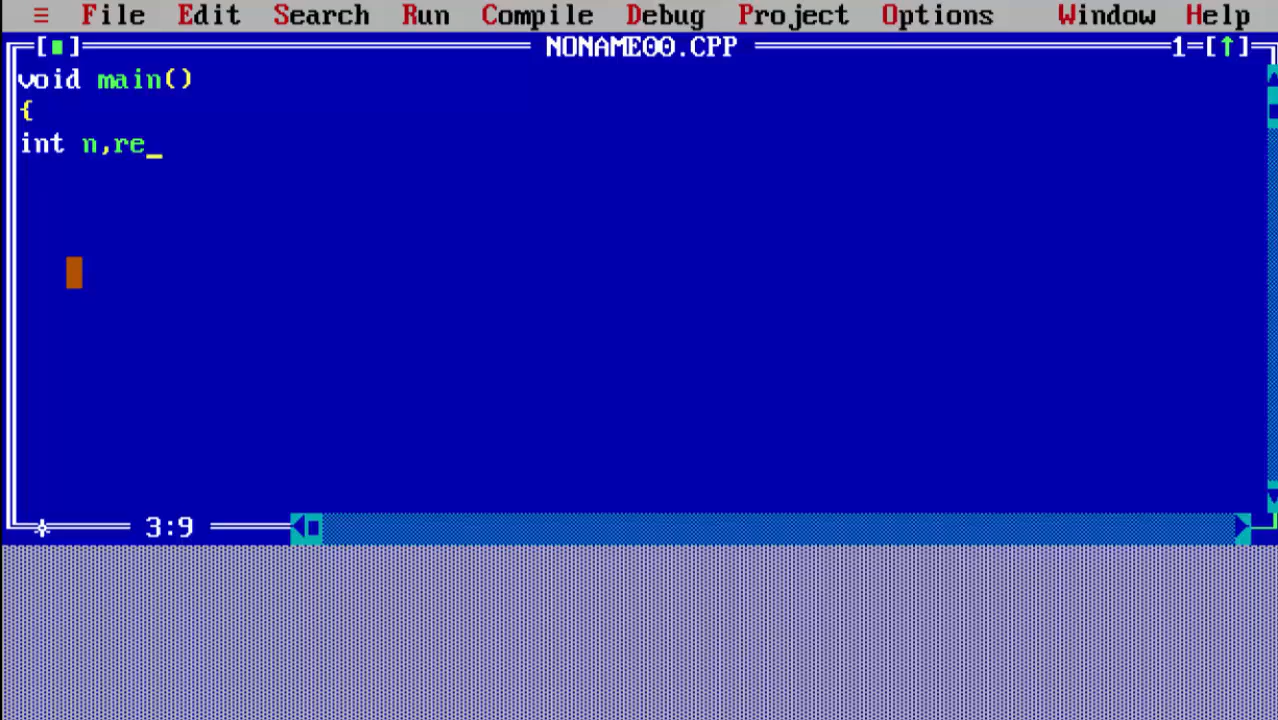 ≡ File Edit Search Run Compile Debug Project Options Window Help
[■] NONAME00.CPP 1=[↑]
void main()
{
int n,re_
3:9